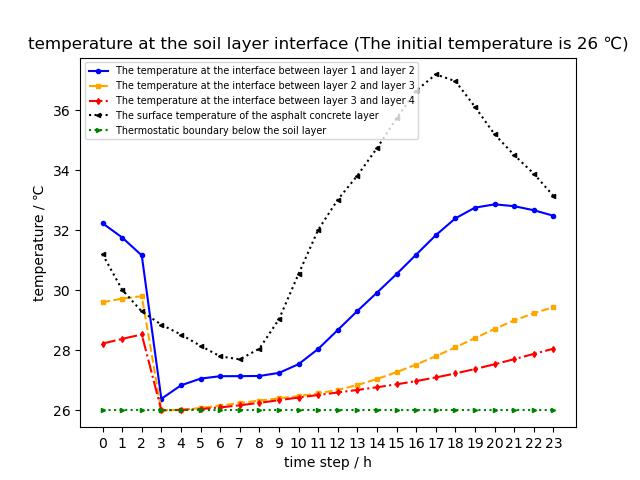 temperature at the soil layer interface (The initial temperature is 26 ℃)
The temperature at the interface between layer 1 and layer 2
The temperature at the interface between layer 2 and layer 3
The temperature at the interface between layer 3 and layer 4
The surface temperature of the asphalt concrete layer
Thermostatic boundary below the soil layer
temperature / ℃
36
34
32
30
28
26
0 1 2 3 4 5 6 7 8 9 10 11 12 13 14 15 16 17 18 19 20 21 22 23
time step / h